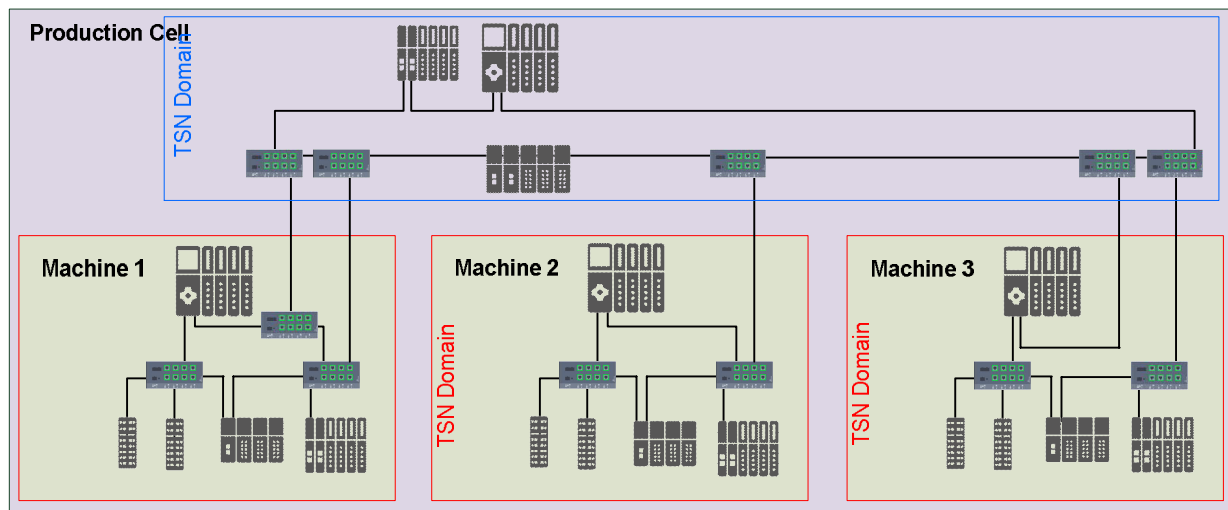 Production Cell
TSN Domain
Machine 1
Machine 2
Machine 3
TSN Domain
TSN Domain